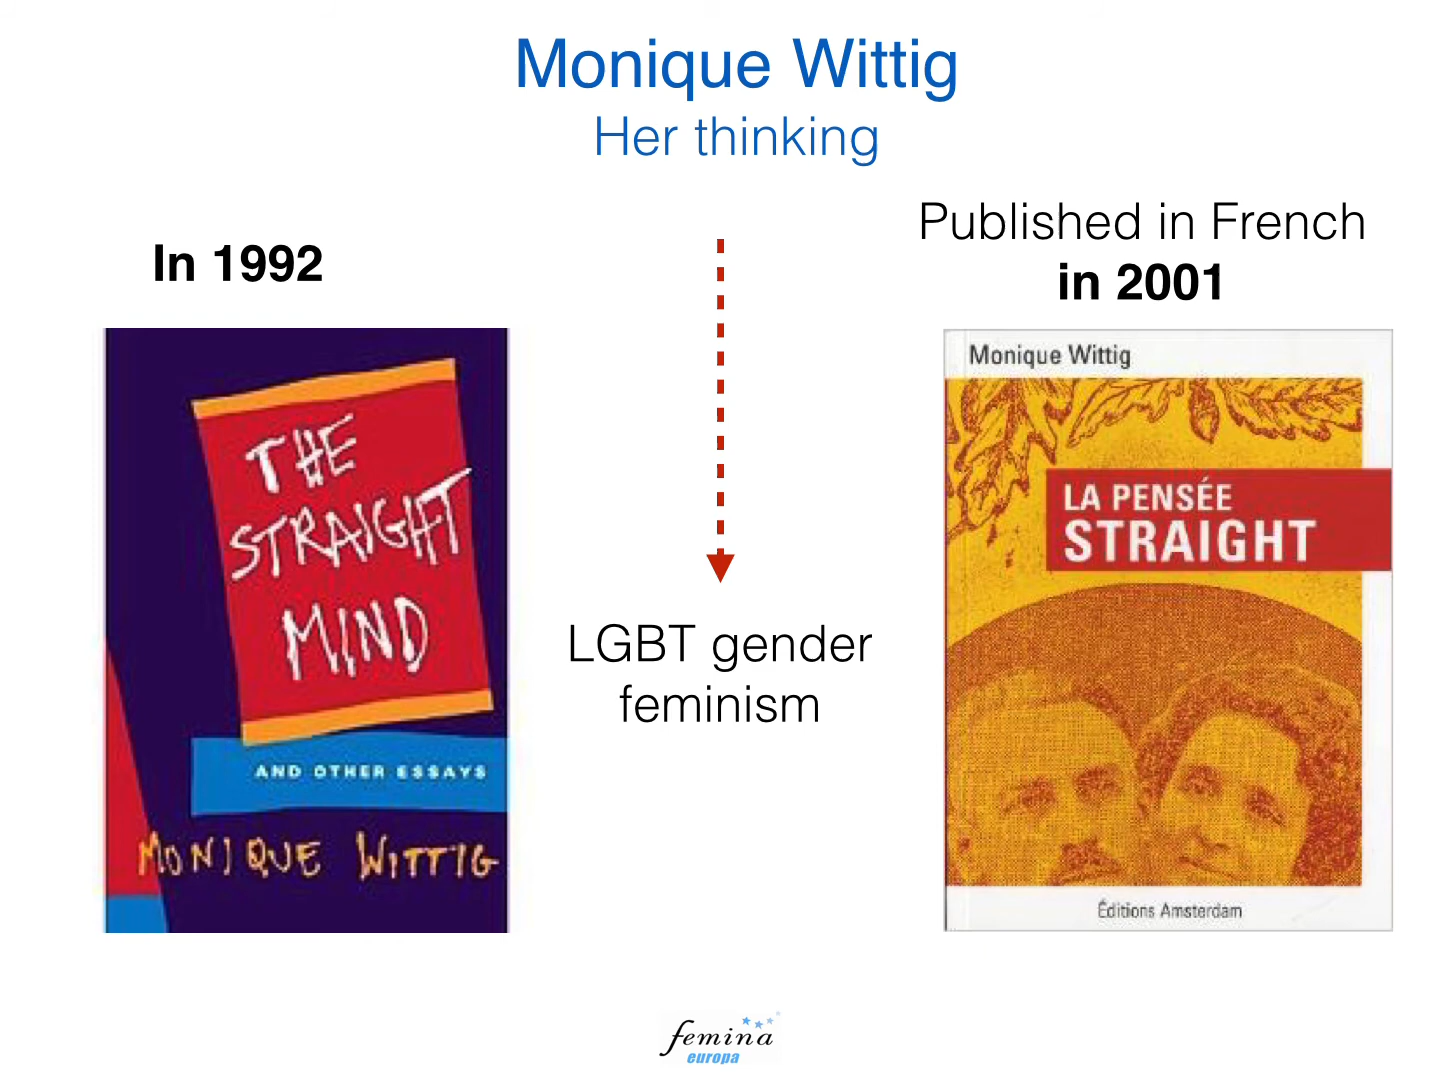 Monique Wittig
Her thinking
In 1992
THE
STRAIGHT
MIND
AND OTHER ESSAYS
MONIQUE WITTIG
LGBT gender
feminism
Published in French
in 2001
Monique Wittig
LA PENSÉE
STRAIGHT
Éditions Amsterdam
femina
europa